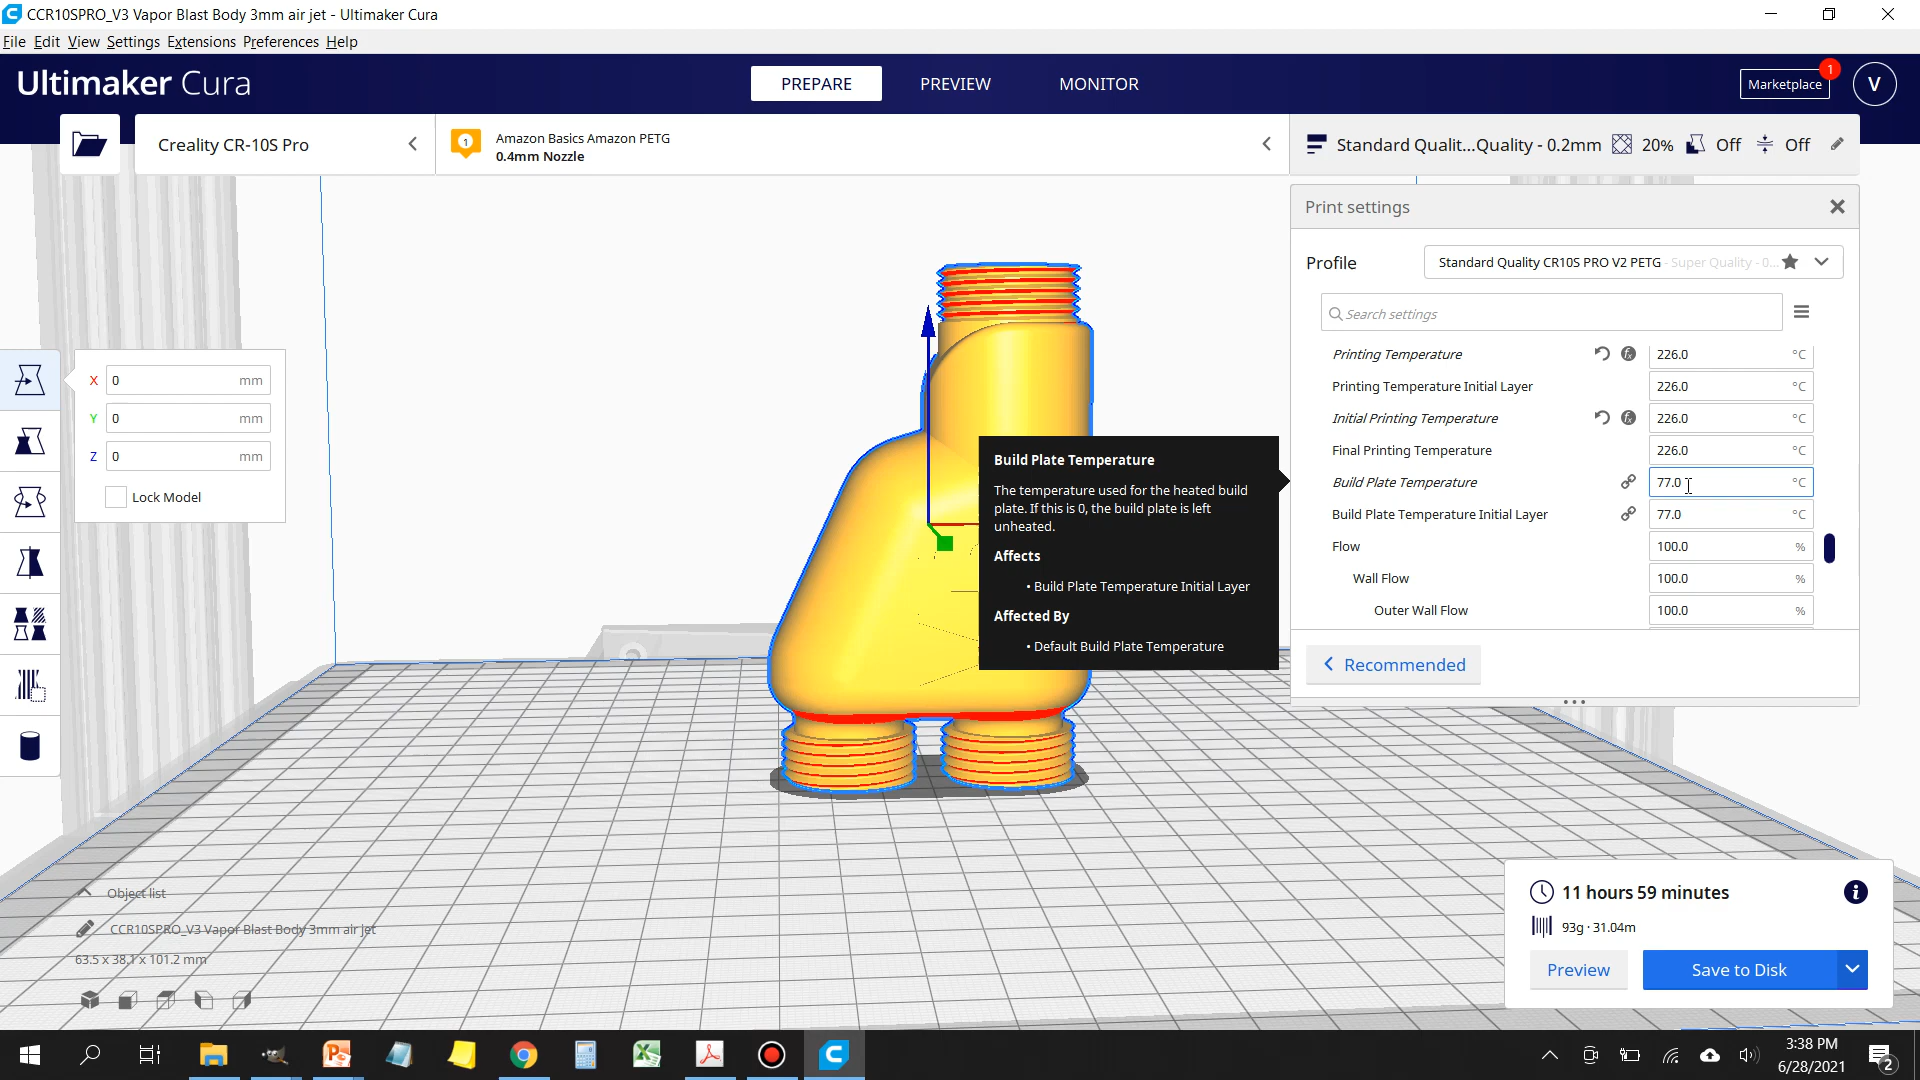 CCR10SPRO_V3 Vapor Blast Body 3mm air jet - Ultimaker Cura
File Edit View Settings Extensions Preferences Help
Ultimaker Cura
PREPARE PREVIEW MONITOR
Marketplace
1
V
Creality CR-10S Pro
1
Amazon Basics Amazon PETG
0.4mm Nozzle
Standard Qualit...Quality - 0.2mm 20% Off Off
Print settings
Profile
Standard Quality CR10S PRO V2 PETG - Super Quality - 0...
Search settings
Printing Temperature 226.0 °C
Printing Temperature Initial Layer 226.0 °C
Initial Printing Temperature 226.0 °C
Final Printing Temperature 226.0 °C
Build Plate Temperature 77.0 °C
Build Plate Temperature Initial Layer 77.0 °C
Flow 100.0 %
Wall Flow 100.0 %
Outer Wall Flow 100.0 %
Recommended
X 0 mm
Y 0 mm
Z 0 mm
Lock Model
Build Plate Temperature
The temperature used for the heated build
plate. If this is 0, the build plate is left
unheated.
Affects
• Build Plate Temperature Initial Layer
Affected By
• Default Build Plate Temperature
Object list
CCR10SPRO_V3 Vapor Blast Body 3mm air jet
63.5 x 38.1 x 101.2 mm
11 hours 59 minutes
93g · 31.04m
Preview
Save to Disk
3:38 PM
6/28/2021
2